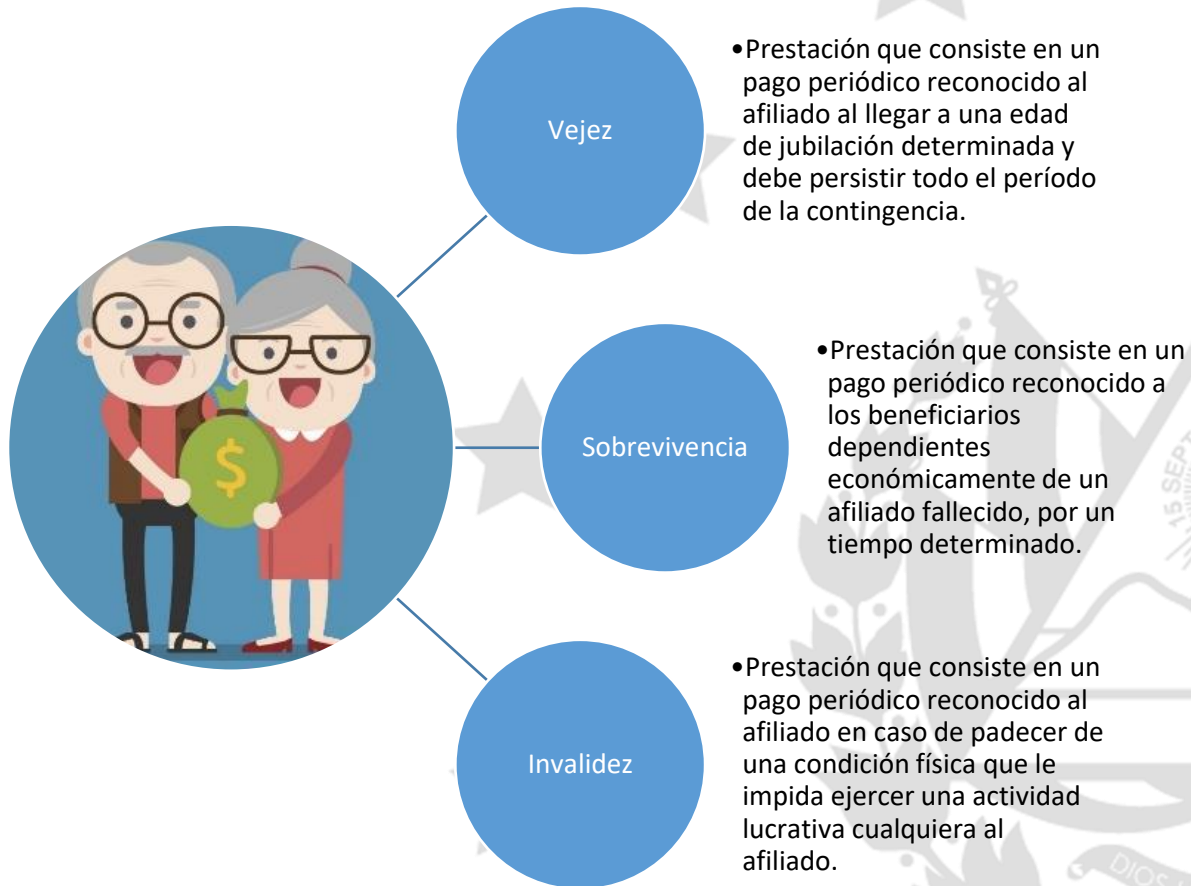 Vejez
•Prestación que consiste en un
pago periódico reconocido al
afiliado al llegar a una edad
de jubilación determinada y
debe persistir todo el período
de la contingencia.
$
Sobrevivencia
•Prestación que consiste en un
pago periódico reconocido a
los beneficiarios
dependientes
económicamente de un
afiliado fallecido, por un
tiempo determinado.
15 SEPT
Invalidez
•Prestación que consiste en un
pago periódico reconocido al
afiliado en caso de padecer de
una condición física que le
impida ejercer una actividad
lucrativa cualquiera al
afiliado.
DIOS